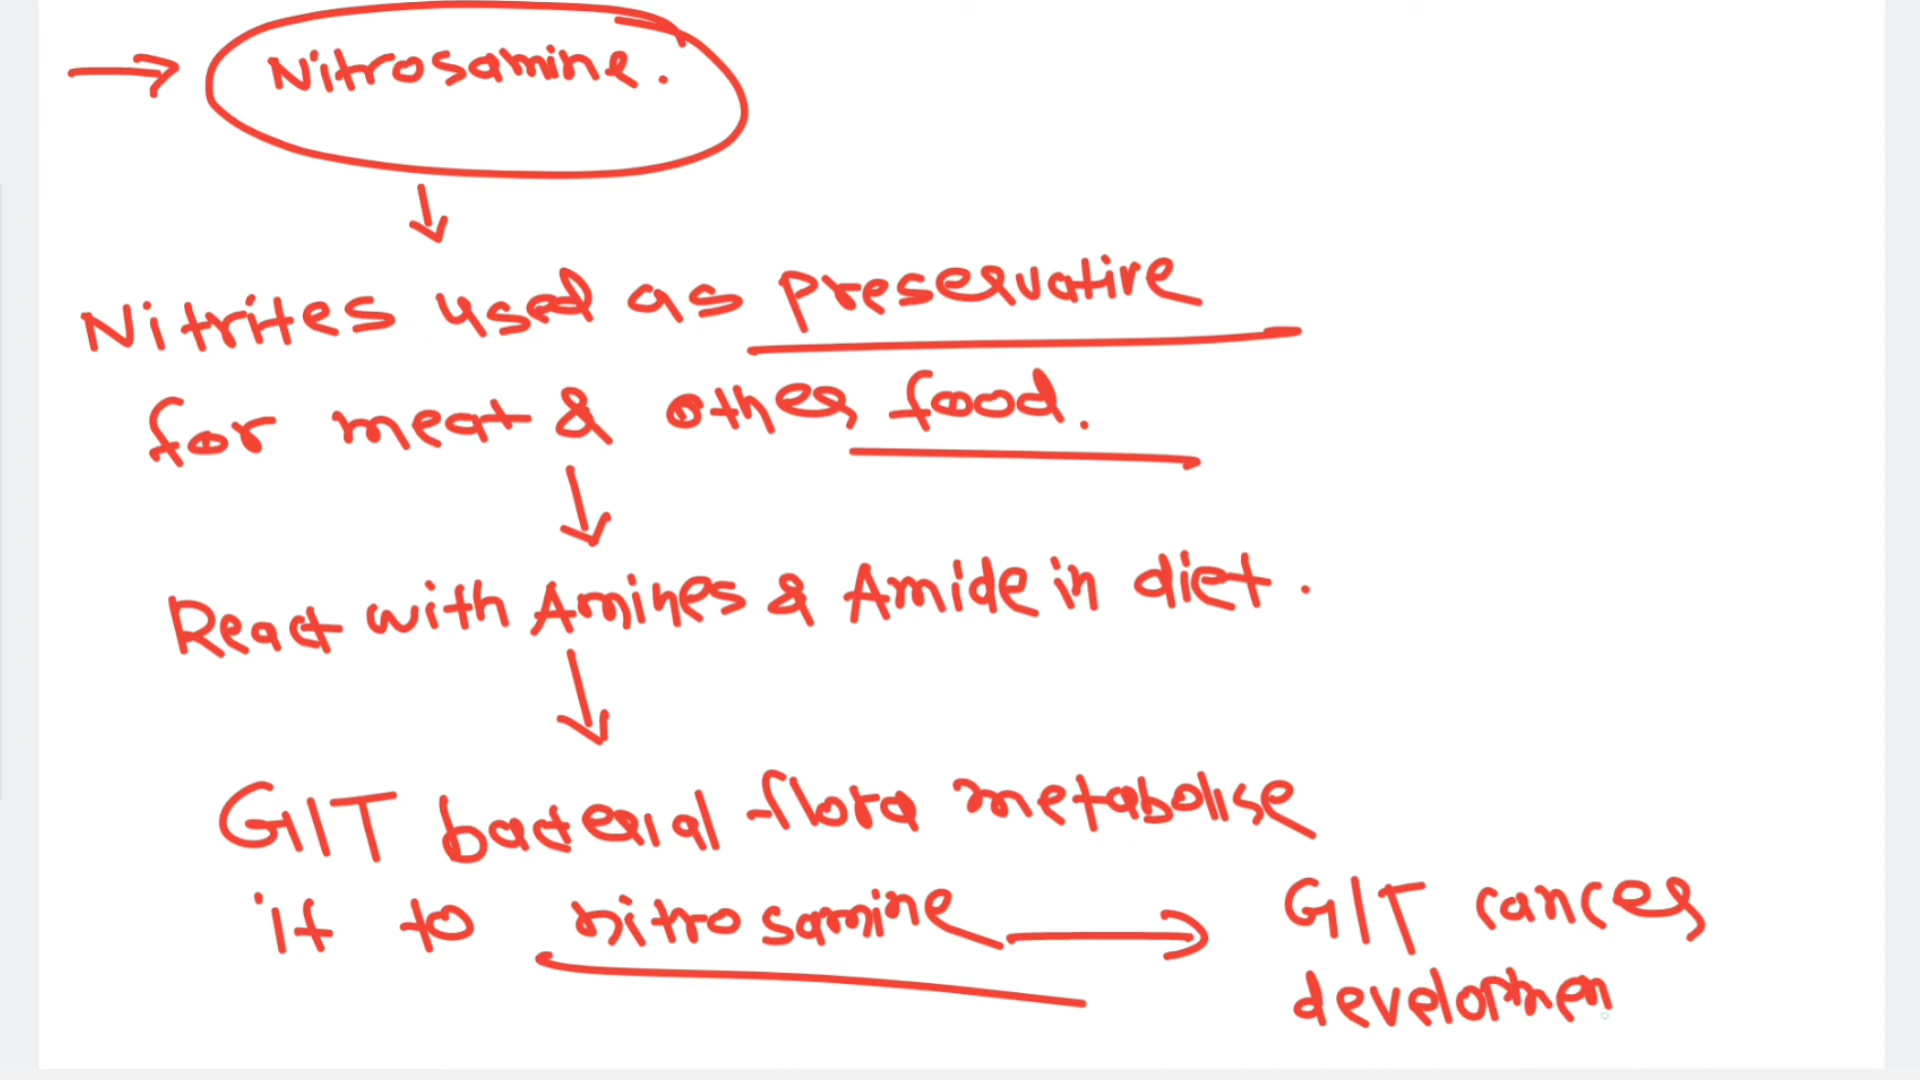 → Nitrosamine.
↓
Nitrites used as preservative
for meat & other food.
↓
React with Amines & Amide in diet.
↓
GIT bacterial flora metabolise
it to nitrosamine → GIT cancer
developmen